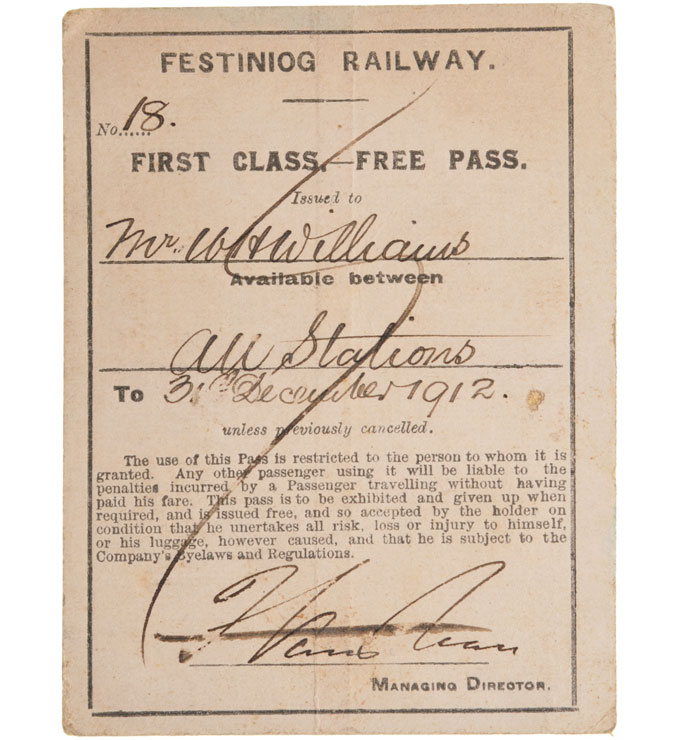 FESTINIOG RAILWAY.
No. 18.
FIRST CLASS.—FREE PASS.
Issued to
Mr. W H Williams
Available between
All Stations
To 31st December 1912.
unless previously cancelled.
The use of this Pass is restricted to the person to whom it is
granted. Any other passenger using it will be liable to the
penalties incurred by a Passenger travelling without having
paid his fare. This pass is to be exhibited and given up when
required, and is issued free, and so accepted by the holder on
condition that he unertakes all risk, loss or injury to himself,
or his luggage, however caused, and that he is subject to the
Company's Byelaws and Regulations.
MANAGING DIRECTOR.